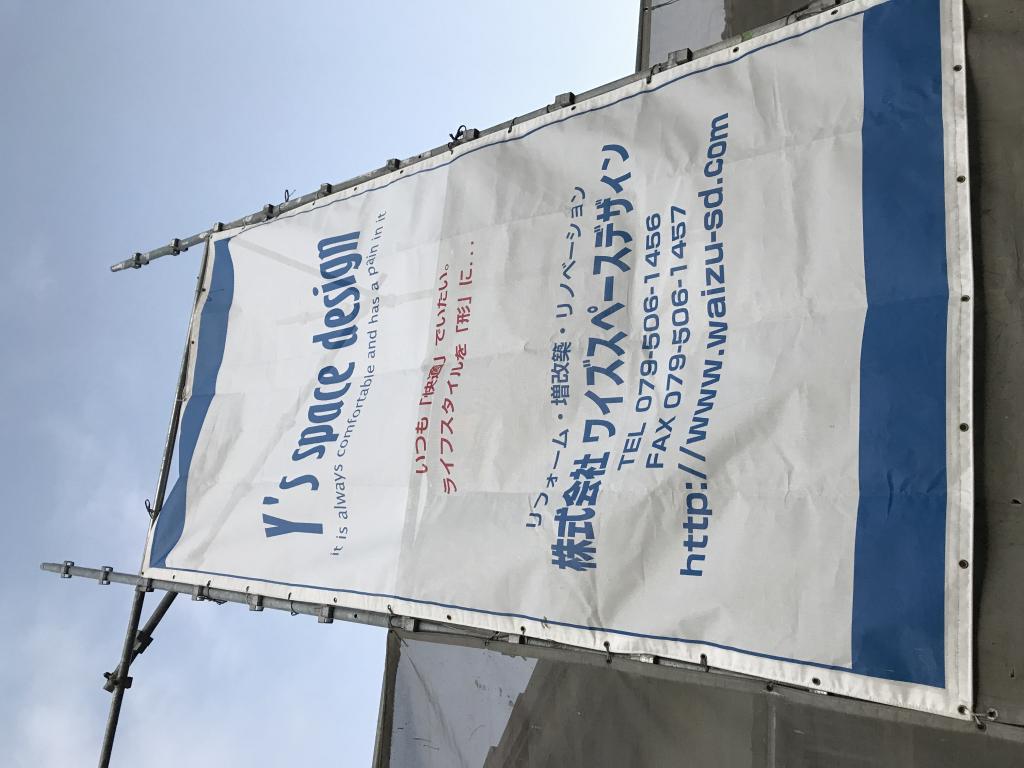 Y's space design
it is always comfortable and has a pain in it
いつも「快適」でいたい。
ライフスタイルを「形」に...
リフォーム・増改築・リノベーション
株式会社ワイズスペースデザイン
TEL 079-506-1456
FAX 079-506-1457
http://www.waizu-sd.com